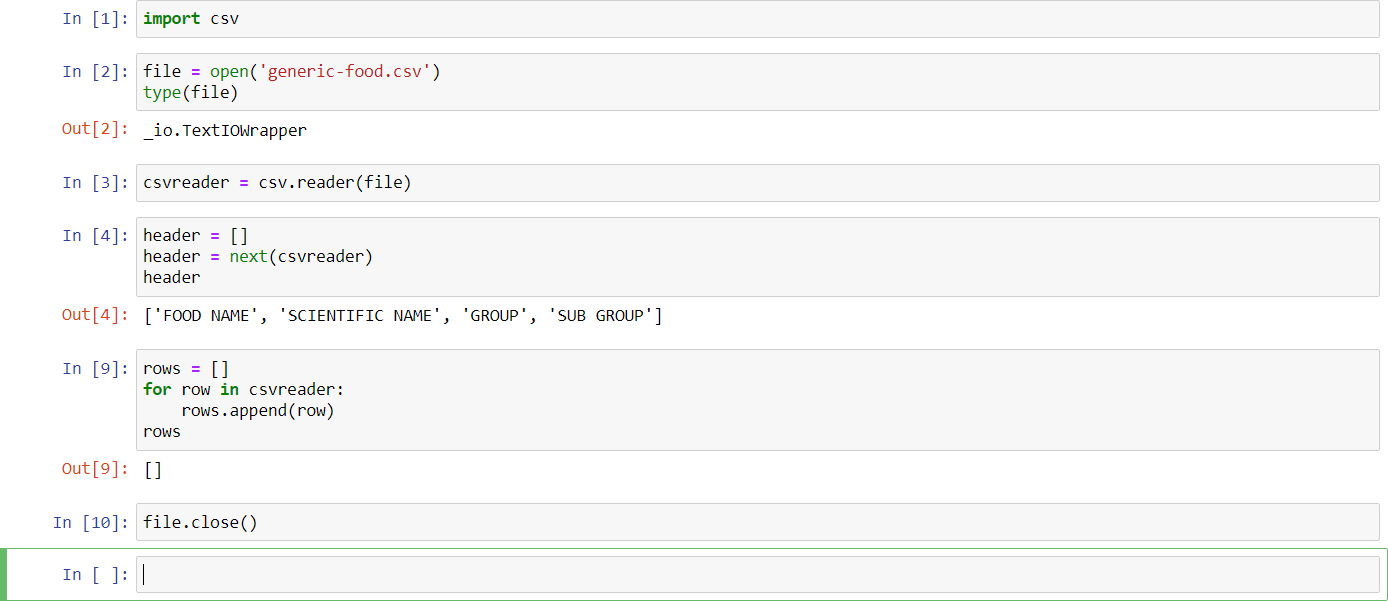 In [1]: import csv
In [2]: file = open('generic-food.csv')
type(file)
Out[2]: _io.TextIOWrapper
In [3]: csvreader = csv.reader(file)
In [4]: header = []
header = next(csvreader)
header
Out[4]: ['FOOD NAME', 'SCIENTIFIC NAME', 'GROUP', 'SUB GROUP']
In [9]: rows = []
for row in csvreader:
    rows.append(row)
rows
Out[9]: []
In [10]: file.close()
In [ ]: